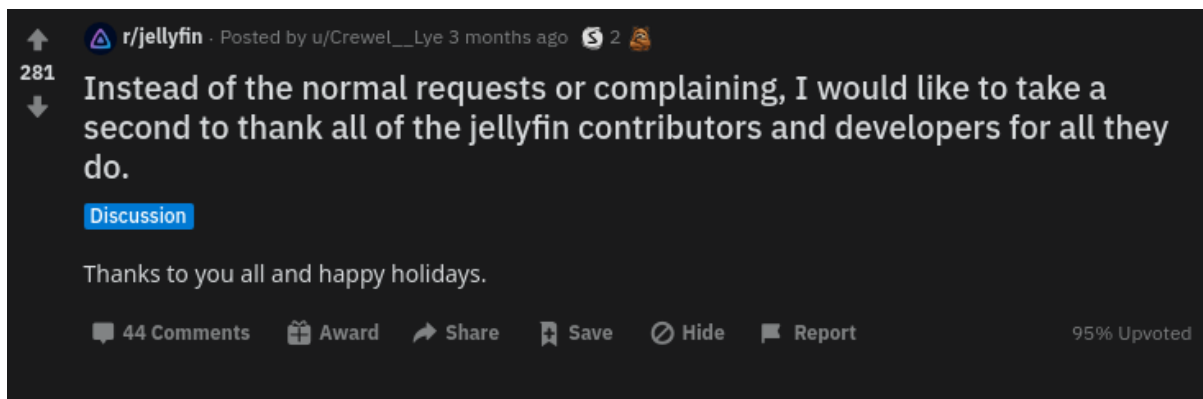 r/jellyfin · Posted by u/Crewel__Lye 3 months ago S 2
281
Instead of the normal requests or complaining, I would like to take a
second to thank all of the jellyfin contributors and developers for all they
do.
Discussion
Thanks to you all and happy holidays.
44 Comments Award Share Save Hide Report 95% Upvoted